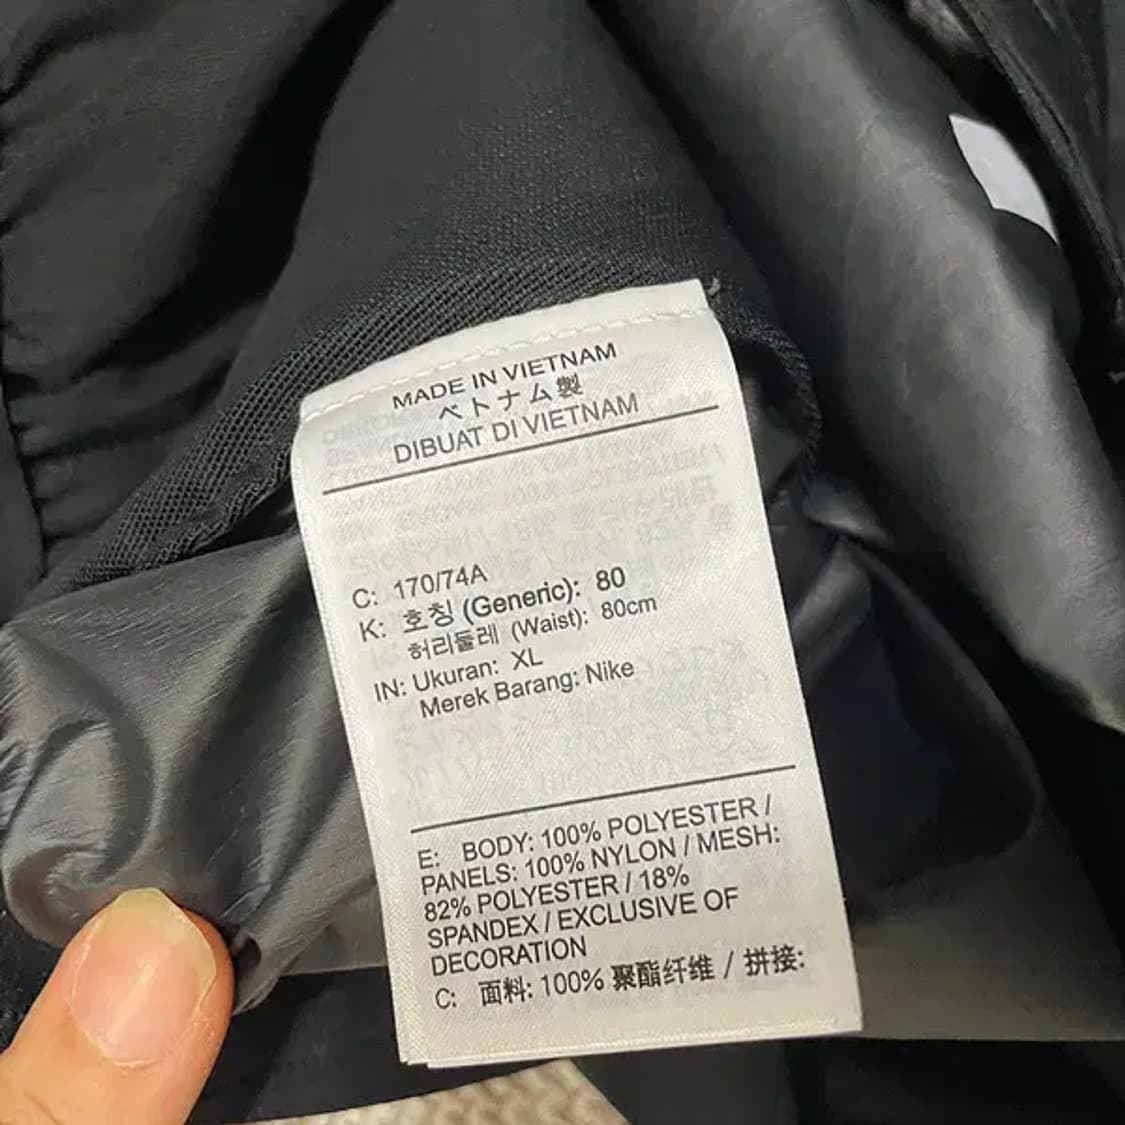 MADE IN VIETNAM
ベトナム製
DIBUAT DI VIETNAM
C: 170/74A
K: 호칭 (Generic): 80
허리둘레 (Waist): 80cm
IN: Ukuran: XL
Merek Barang: Nike
E: BODY: 100% POLYESTER /
PANELS: 100% NYLON / MESH:
82% POLYESTER / 18%
SPANDEX / EXCLUSIVE OF
DECORATION
C: 面料: 100% 聚酯纤维 / 拼接: